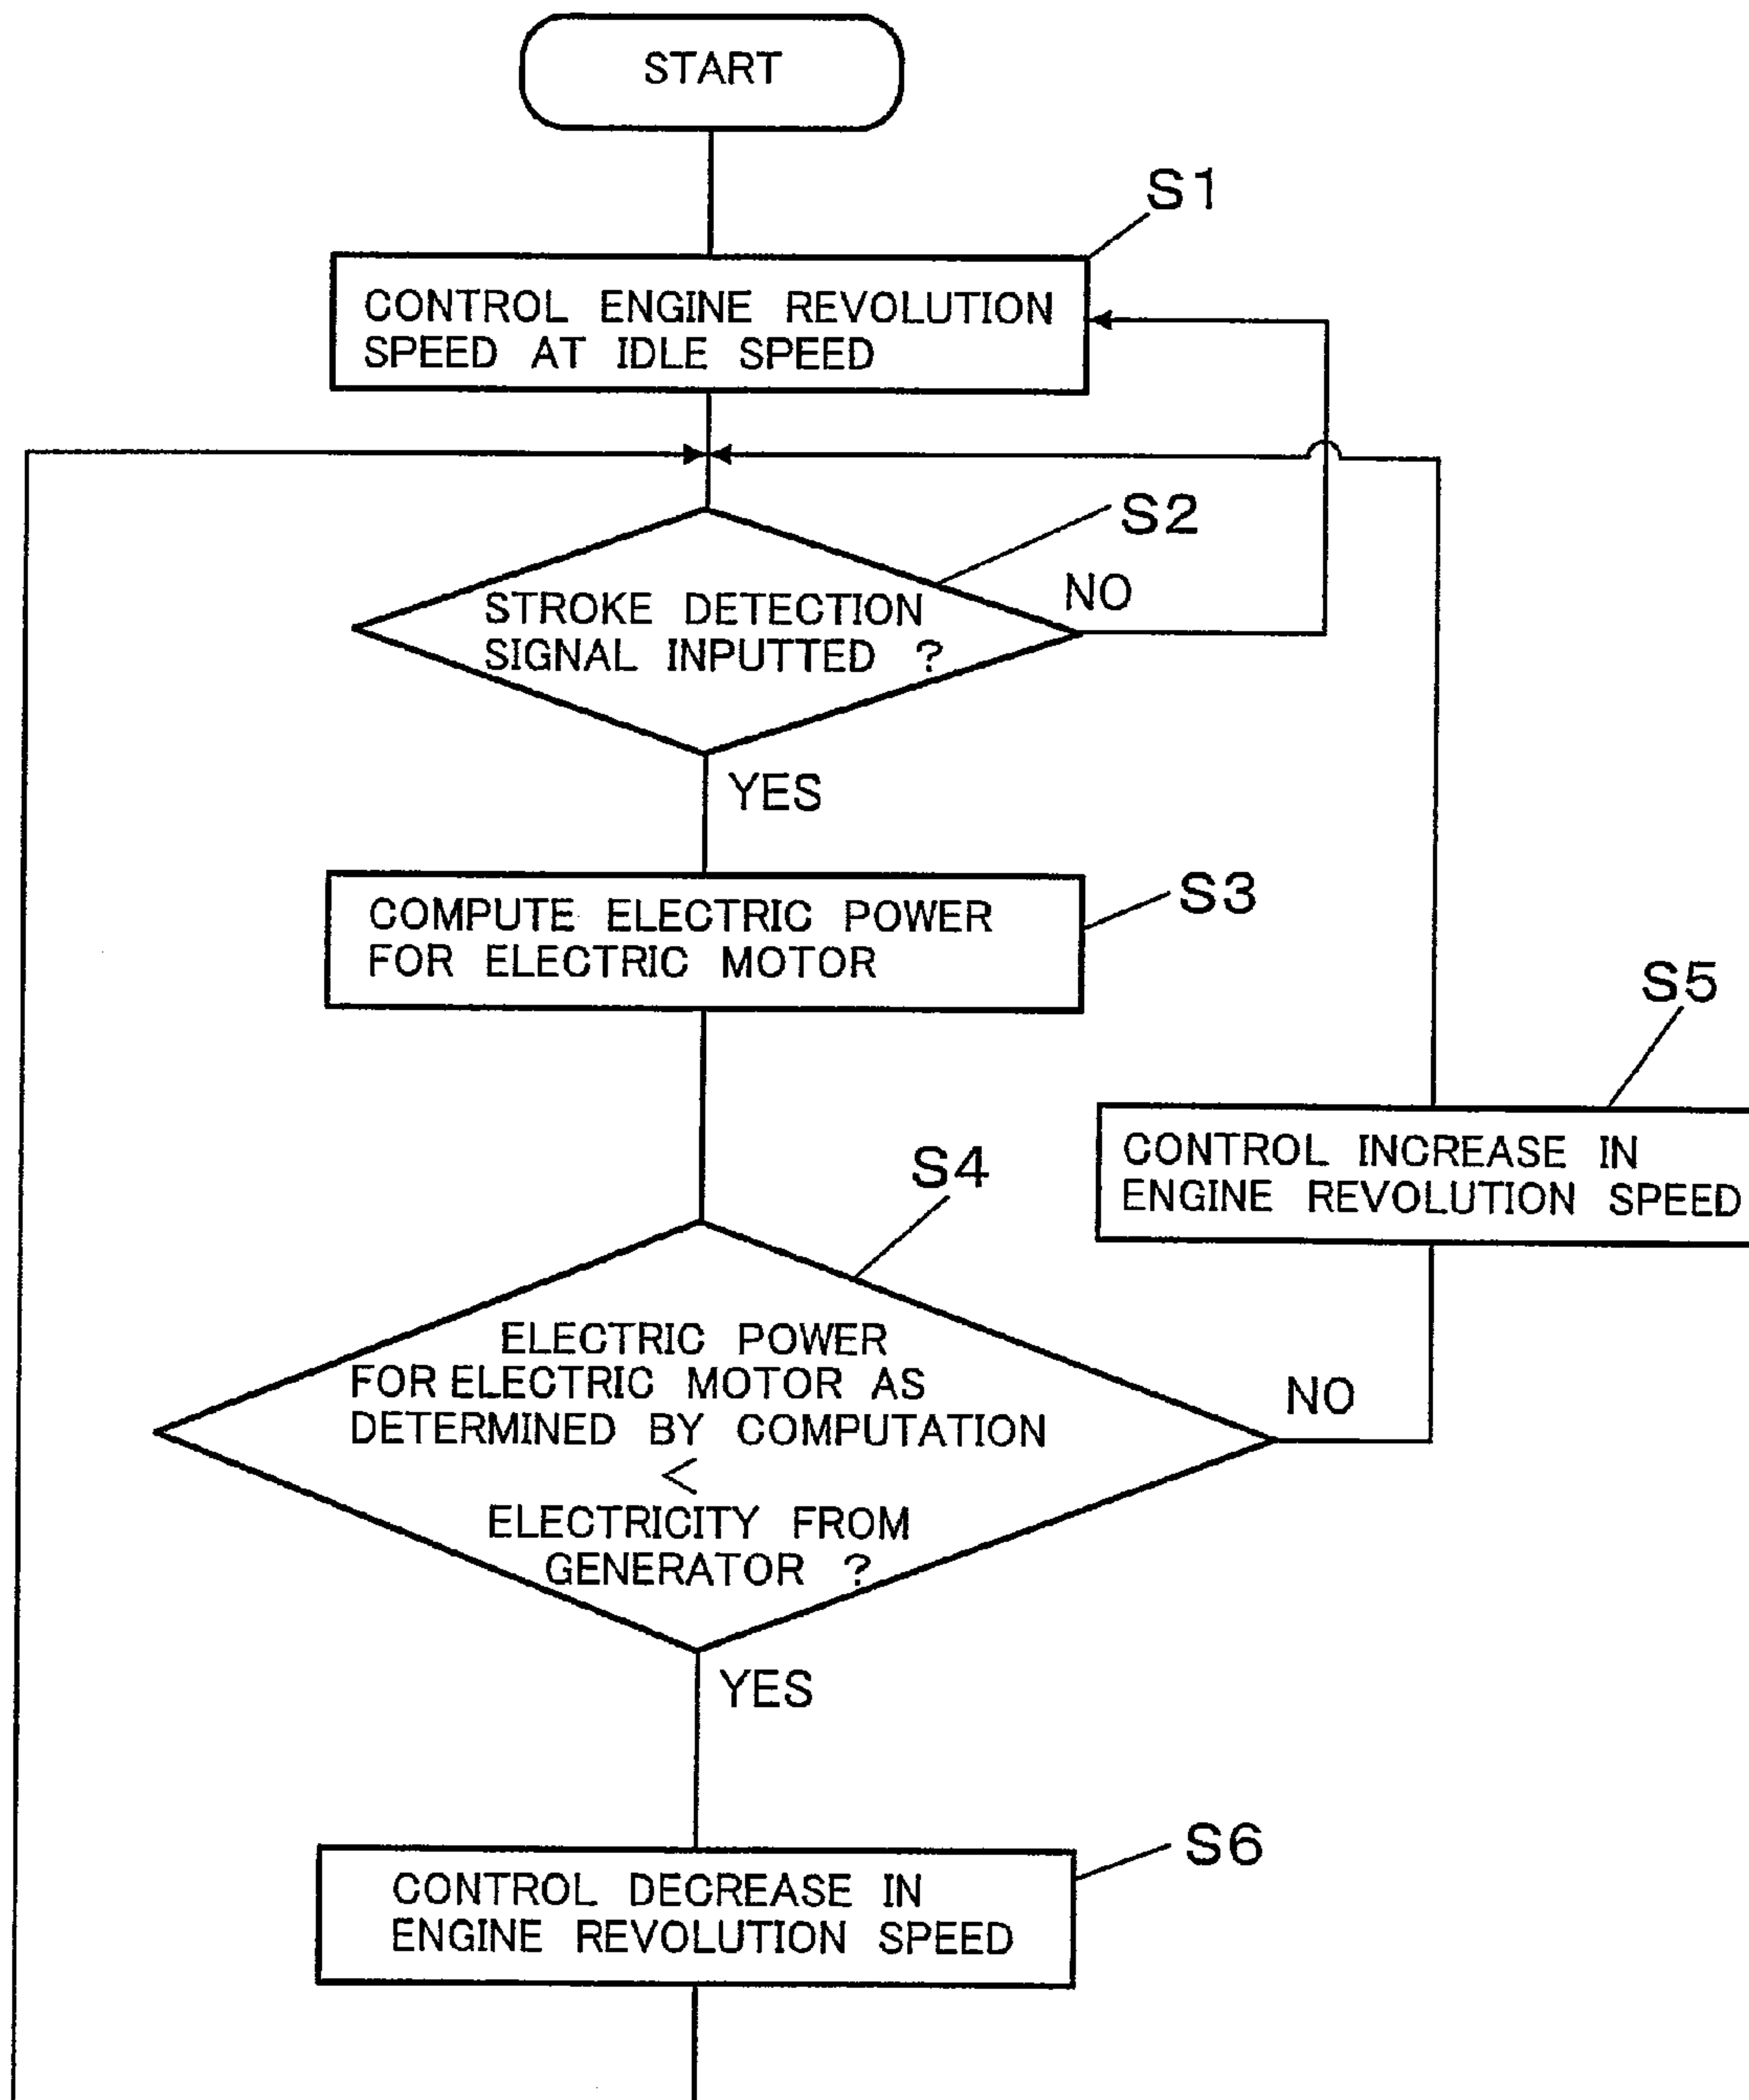 START
S1
CONTROL ENGINE REVOLUTION
SPEED AT IDLE SPEED
S2
NO
STROKE DETECTION
SIGNAL INPUTTED ?
YES
S3
COMPUTE ELECTRIC POWER
FOR ELECTRIC MOTOR
S5
CONTROL INCREASE IN
ENGINE REVOLUTION SPEED
S4
ELECTRIC POWER
FOR ELECTRIC MOTOR AS
DETERMINED BY COMPUTATION
<
ELECTRICITY FROM
GENERATOR ?
NO
YES
S6
CONTROL DECREASE IN
ENGINE REVOLUTION SPEED